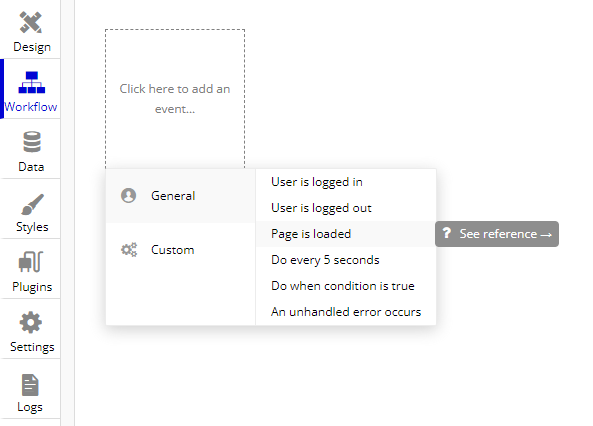 Design
Workflow
Data
Styles
Plugins
Settings
Logs
Click here to add an
event...
General
Custom
User is logged in
User is logged out
Page is loaded
Do every 5 seconds
Do when condition is true
An unhandled error occurs
? See reference →